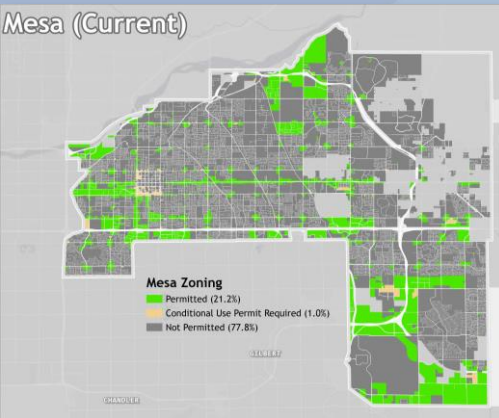 Mesa (Current)
Mesa Zoning
Permitted (21.2%)
Conditional Use Permit Required (1.0%)
Not Permitted (77.8%)
GILBERT
CHANDLER